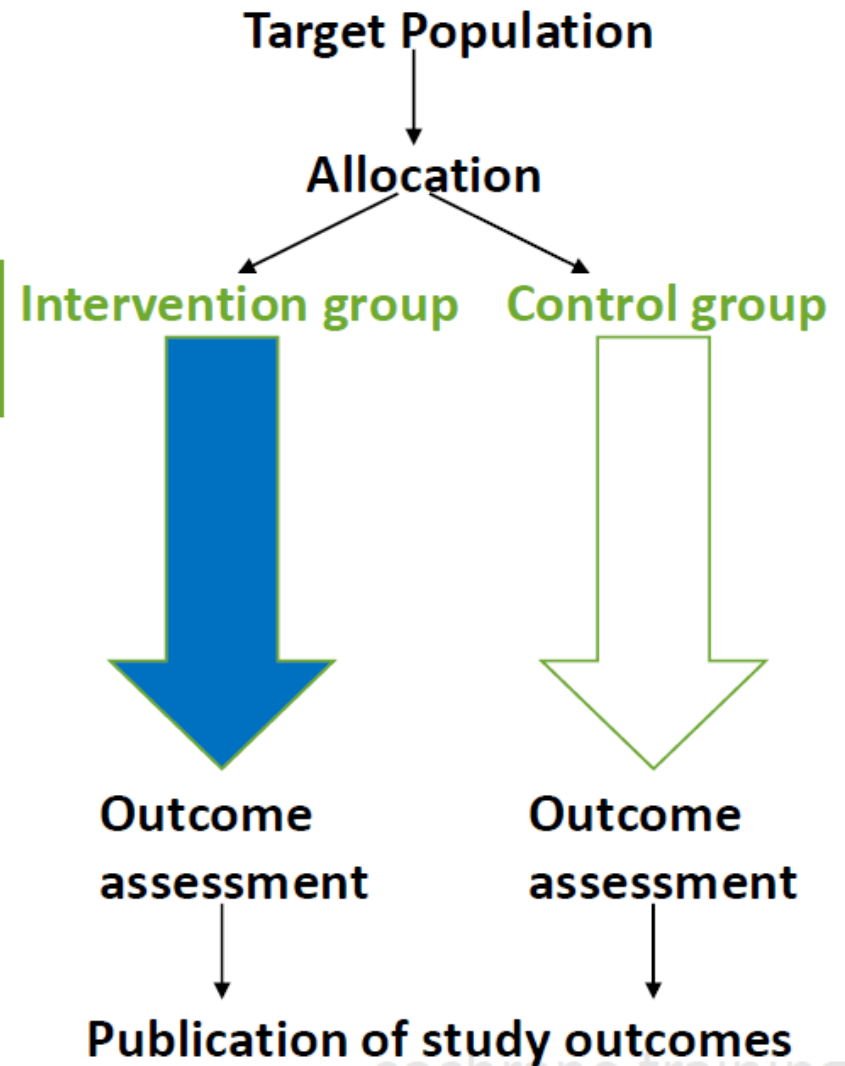 Target Population
Allocation
Intervention group Control group
Outcome Outcome
assessment assessment
Publication of study outcomes